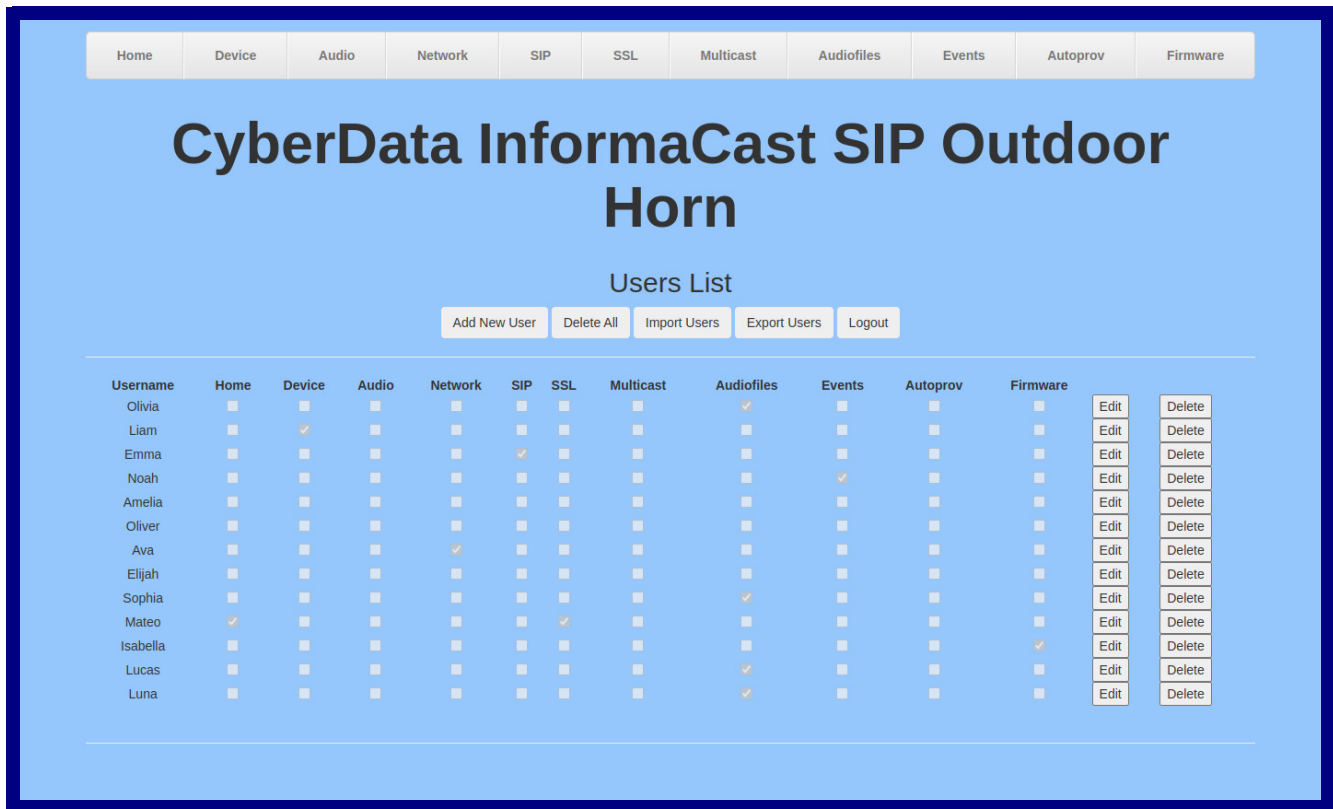 Home Device Audio Network SIP SSL Multicast Audiofiles Events Autoprov Firmware
CyberData InformaCast SIP Outdoor
Horn
Users List
Add New User Delete All Import Users Export Users Logout
Username Home Device Audio Network SIP SSL Multicast Audiofiles Events Autoprov Firmware
Olivia Edit Delete
Liam Edit Delete
Emma Edit Delete
Noah Edit Delete
Amelia Edit Delete
Oliver Edit Delete
Ava Edit Delete
Elijah Edit Delete
Sophia Edit Delete
Mateo Edit Delete
Isabella Edit Delete
Lucas Edit Delete
Luna Edit Delete